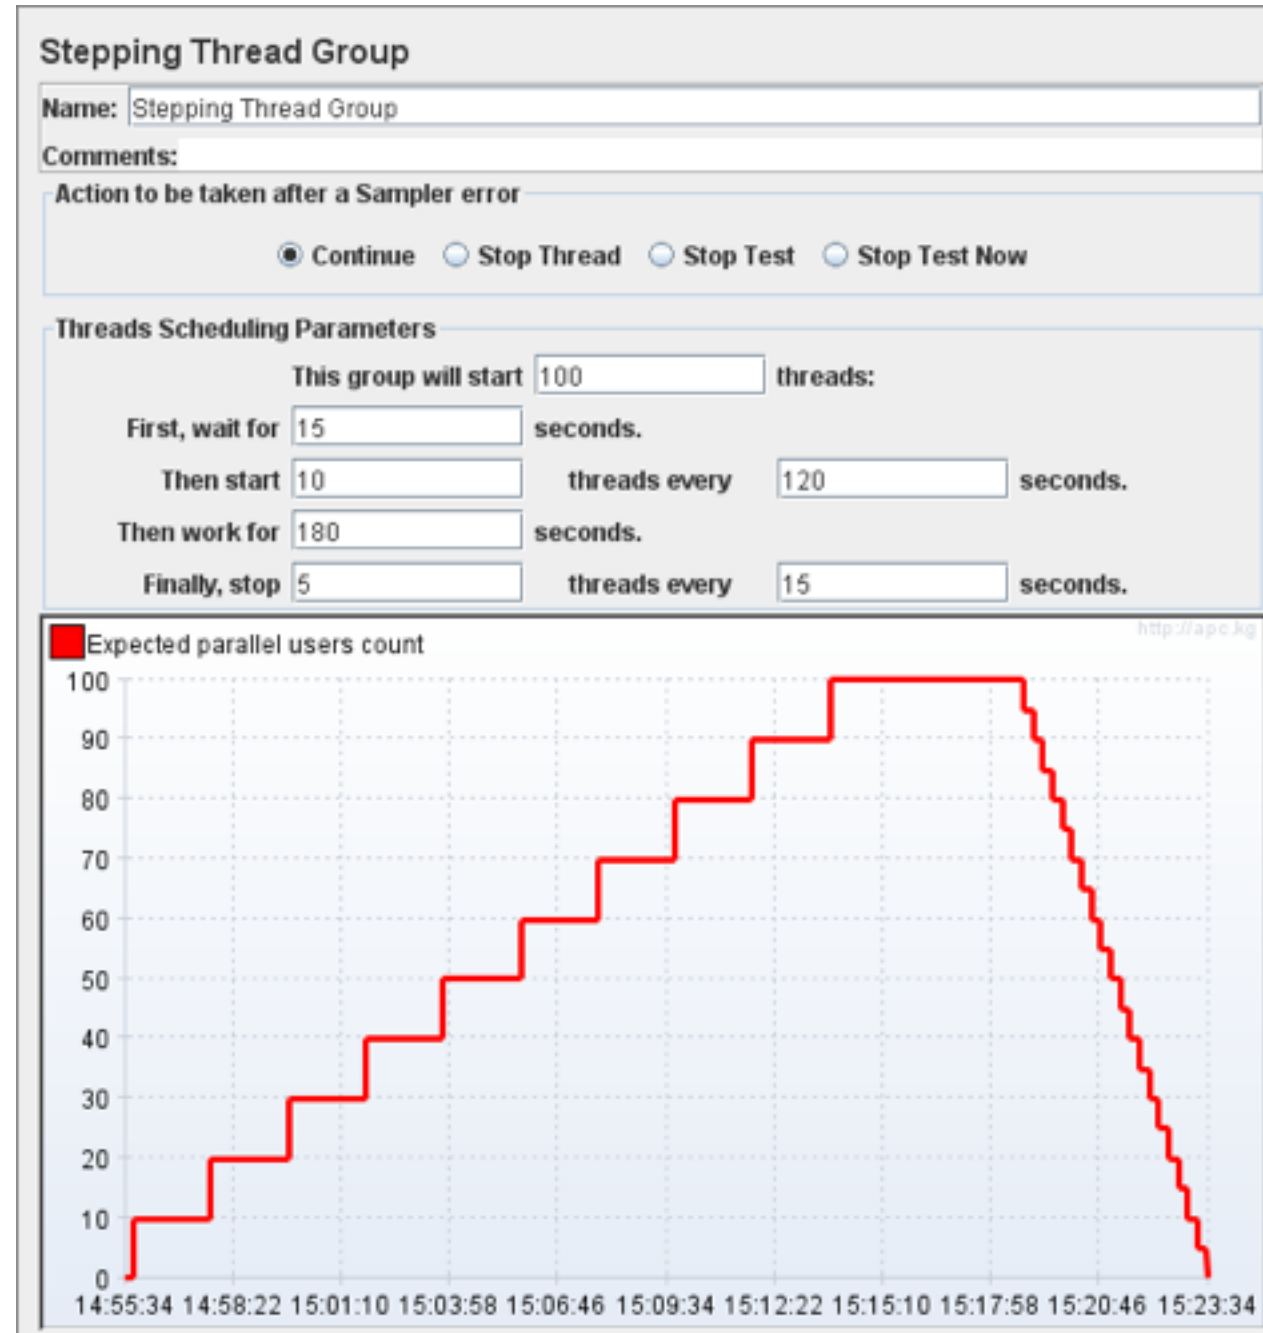 Stepping Thread Group
Name: Stepping Thread Group
Comments:
Action to be taken after a Sampler error
Continue Stop Thread Stop Test Stop Test Now
Threads Scheduling Parameters
This group will start 100 threads:
First, wait for 15 seconds.
Then start 10 threads every 120 seconds.
Then work for 180 seconds.
Finally, stop 5 threads every 15 seconds.
http://apc.kg
Expected parallel users count
100
90
80
70
60
50
40
30
20
10
0
14:55:34 14:58:22 15:01:10 15:03:58 15:06:46 15:09:34 15:12:22 15:15:10 15:17:58 15:20:46 15:23:34